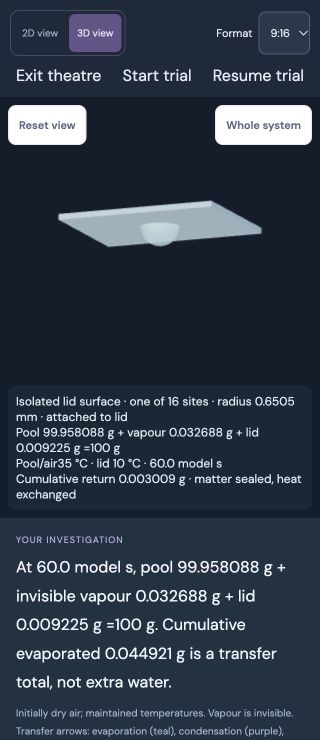 2D view
3D view
Format
9:16
Exit theatre
Start trial
Resume trial
Reset view
Whole system
Isolated lid surface · one of 16 sites · radius 0.6505
mm · attached to lid
Pool 99.958088 g + vapour 0.032688 g + lid
0.009225 g =100 g
Pool/air35 °C · lid 10 °C · 60.0 model s
Cumulative return 0.003009 g · matter sealed, heat
exchanged
YOUR INVESTIGATION
At 60.0 model s, pool 99.958088 g +
invisible vapour 0.032688 g + lid
0.009225 g =100 g. Cumulative
evaporated 0.044921 g is a transfer
total, not extra water.
Initially dry air; maintained temperatures. Vapour is invisible.
Transfer arrows: evaporation (teal), condensation (purple),